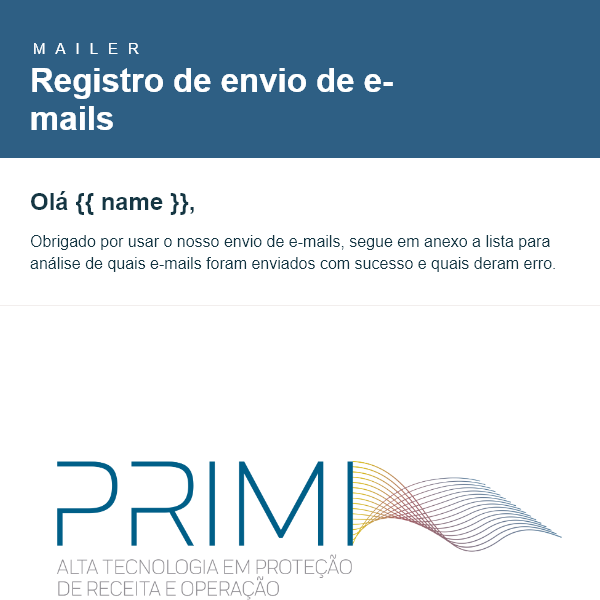 MAILER
Registro de envio de e-
mails
Olá {{ name }},
Obrigado por usar o nosso envio de e-mails, segue em anexo a lista para
análise de quais e-mails foram enviados com sucesso e quais deram erro.
PRIMI
ALTA TECNOLOGIA EM PROTEÇÃO
DE RECEITA E OPERAÇÃO